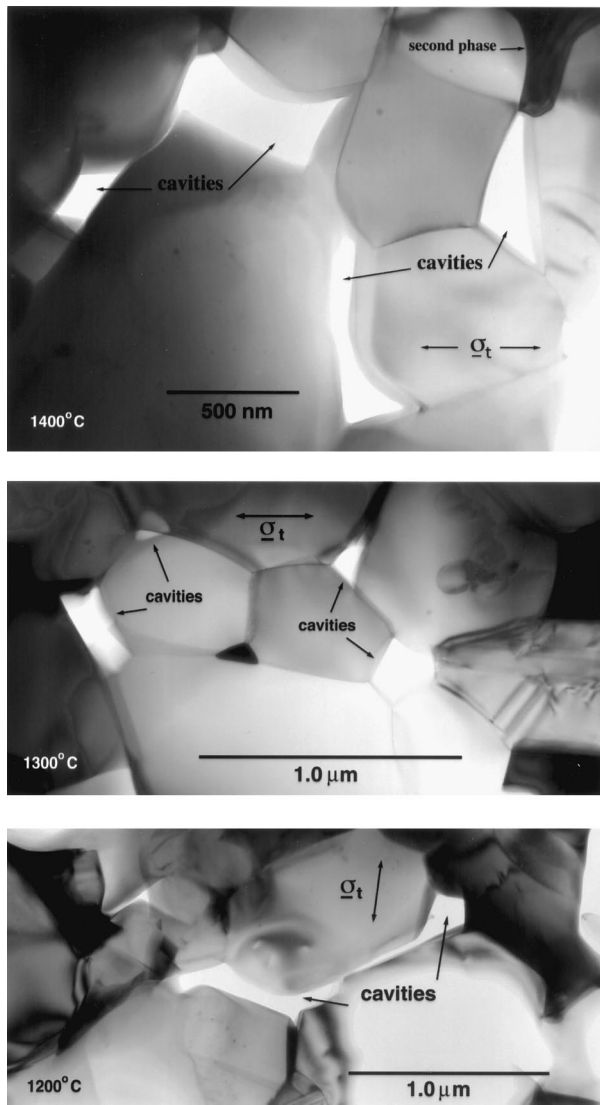 second phase
cavities
cavities
σt
500 nm
1400°C
σt
cavities
cavities
1300°C
1.0 μm
σt
cavities
1200°C
1.0 μm